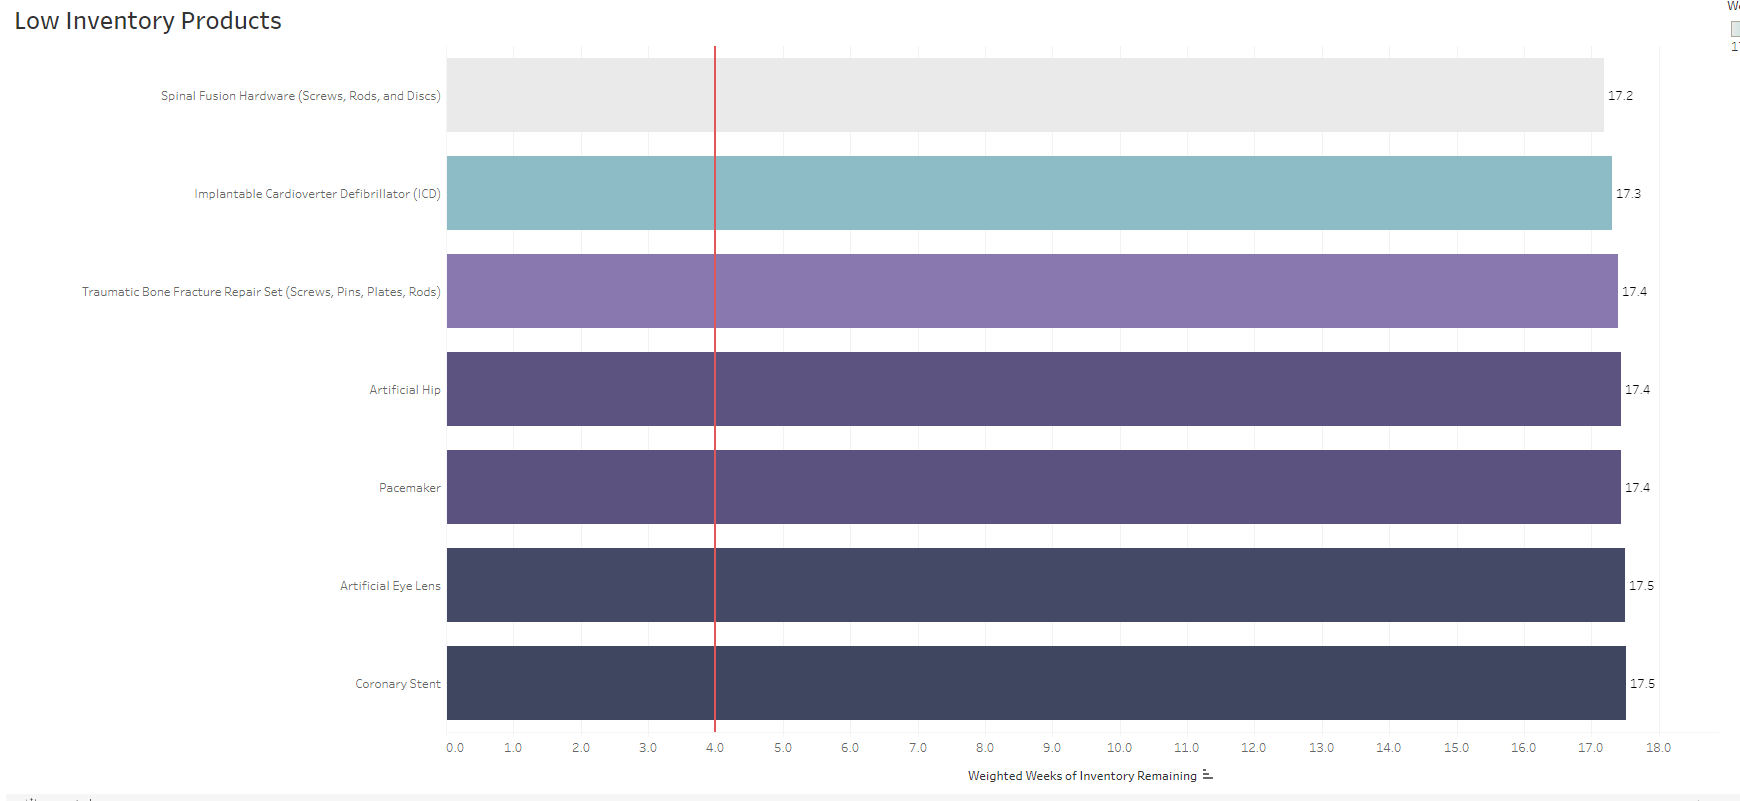 Low Inventory Products
Spinal Fusion Hardware (Screws, Rods, and Discs)
17.2
Implantable Cardioverter Defibrillator (ICD)
17.3
Traumatic Bone Fracture Repair Set (Screws, Pins, Plates, Rods)
17.4
Artificial Hip
17.4
Pacemaker
17.4
Artificial Eye Lens
17.5
Coronary Stent
17.5
0.0 1.0 2.0 3.0 4.0 5.0 6.0 7.0 8.0 9.0 10.0 11.0 12.0 13.0 14.0 15.0 16.0 17.0 18.0
Weighted Weeks of Inventory Remaining